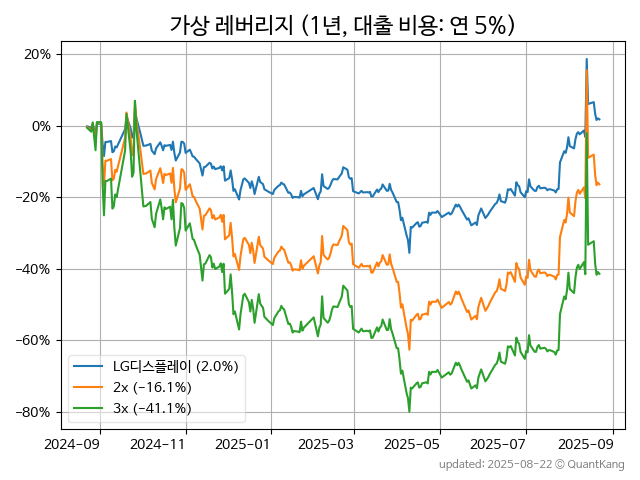 가상 레버리지 (1년, 대출 비용: 연 5%)
20%
0%
−20%
−40%
−60%
−80%
LG디스플레이 (2.0%)
2x (−16.1%)
3x (−41.1%)
2024-09
2024-11
2025-01
2025-03
2025-05
2025-07
2025-09
updated: 2025-08-22 © QuantKang